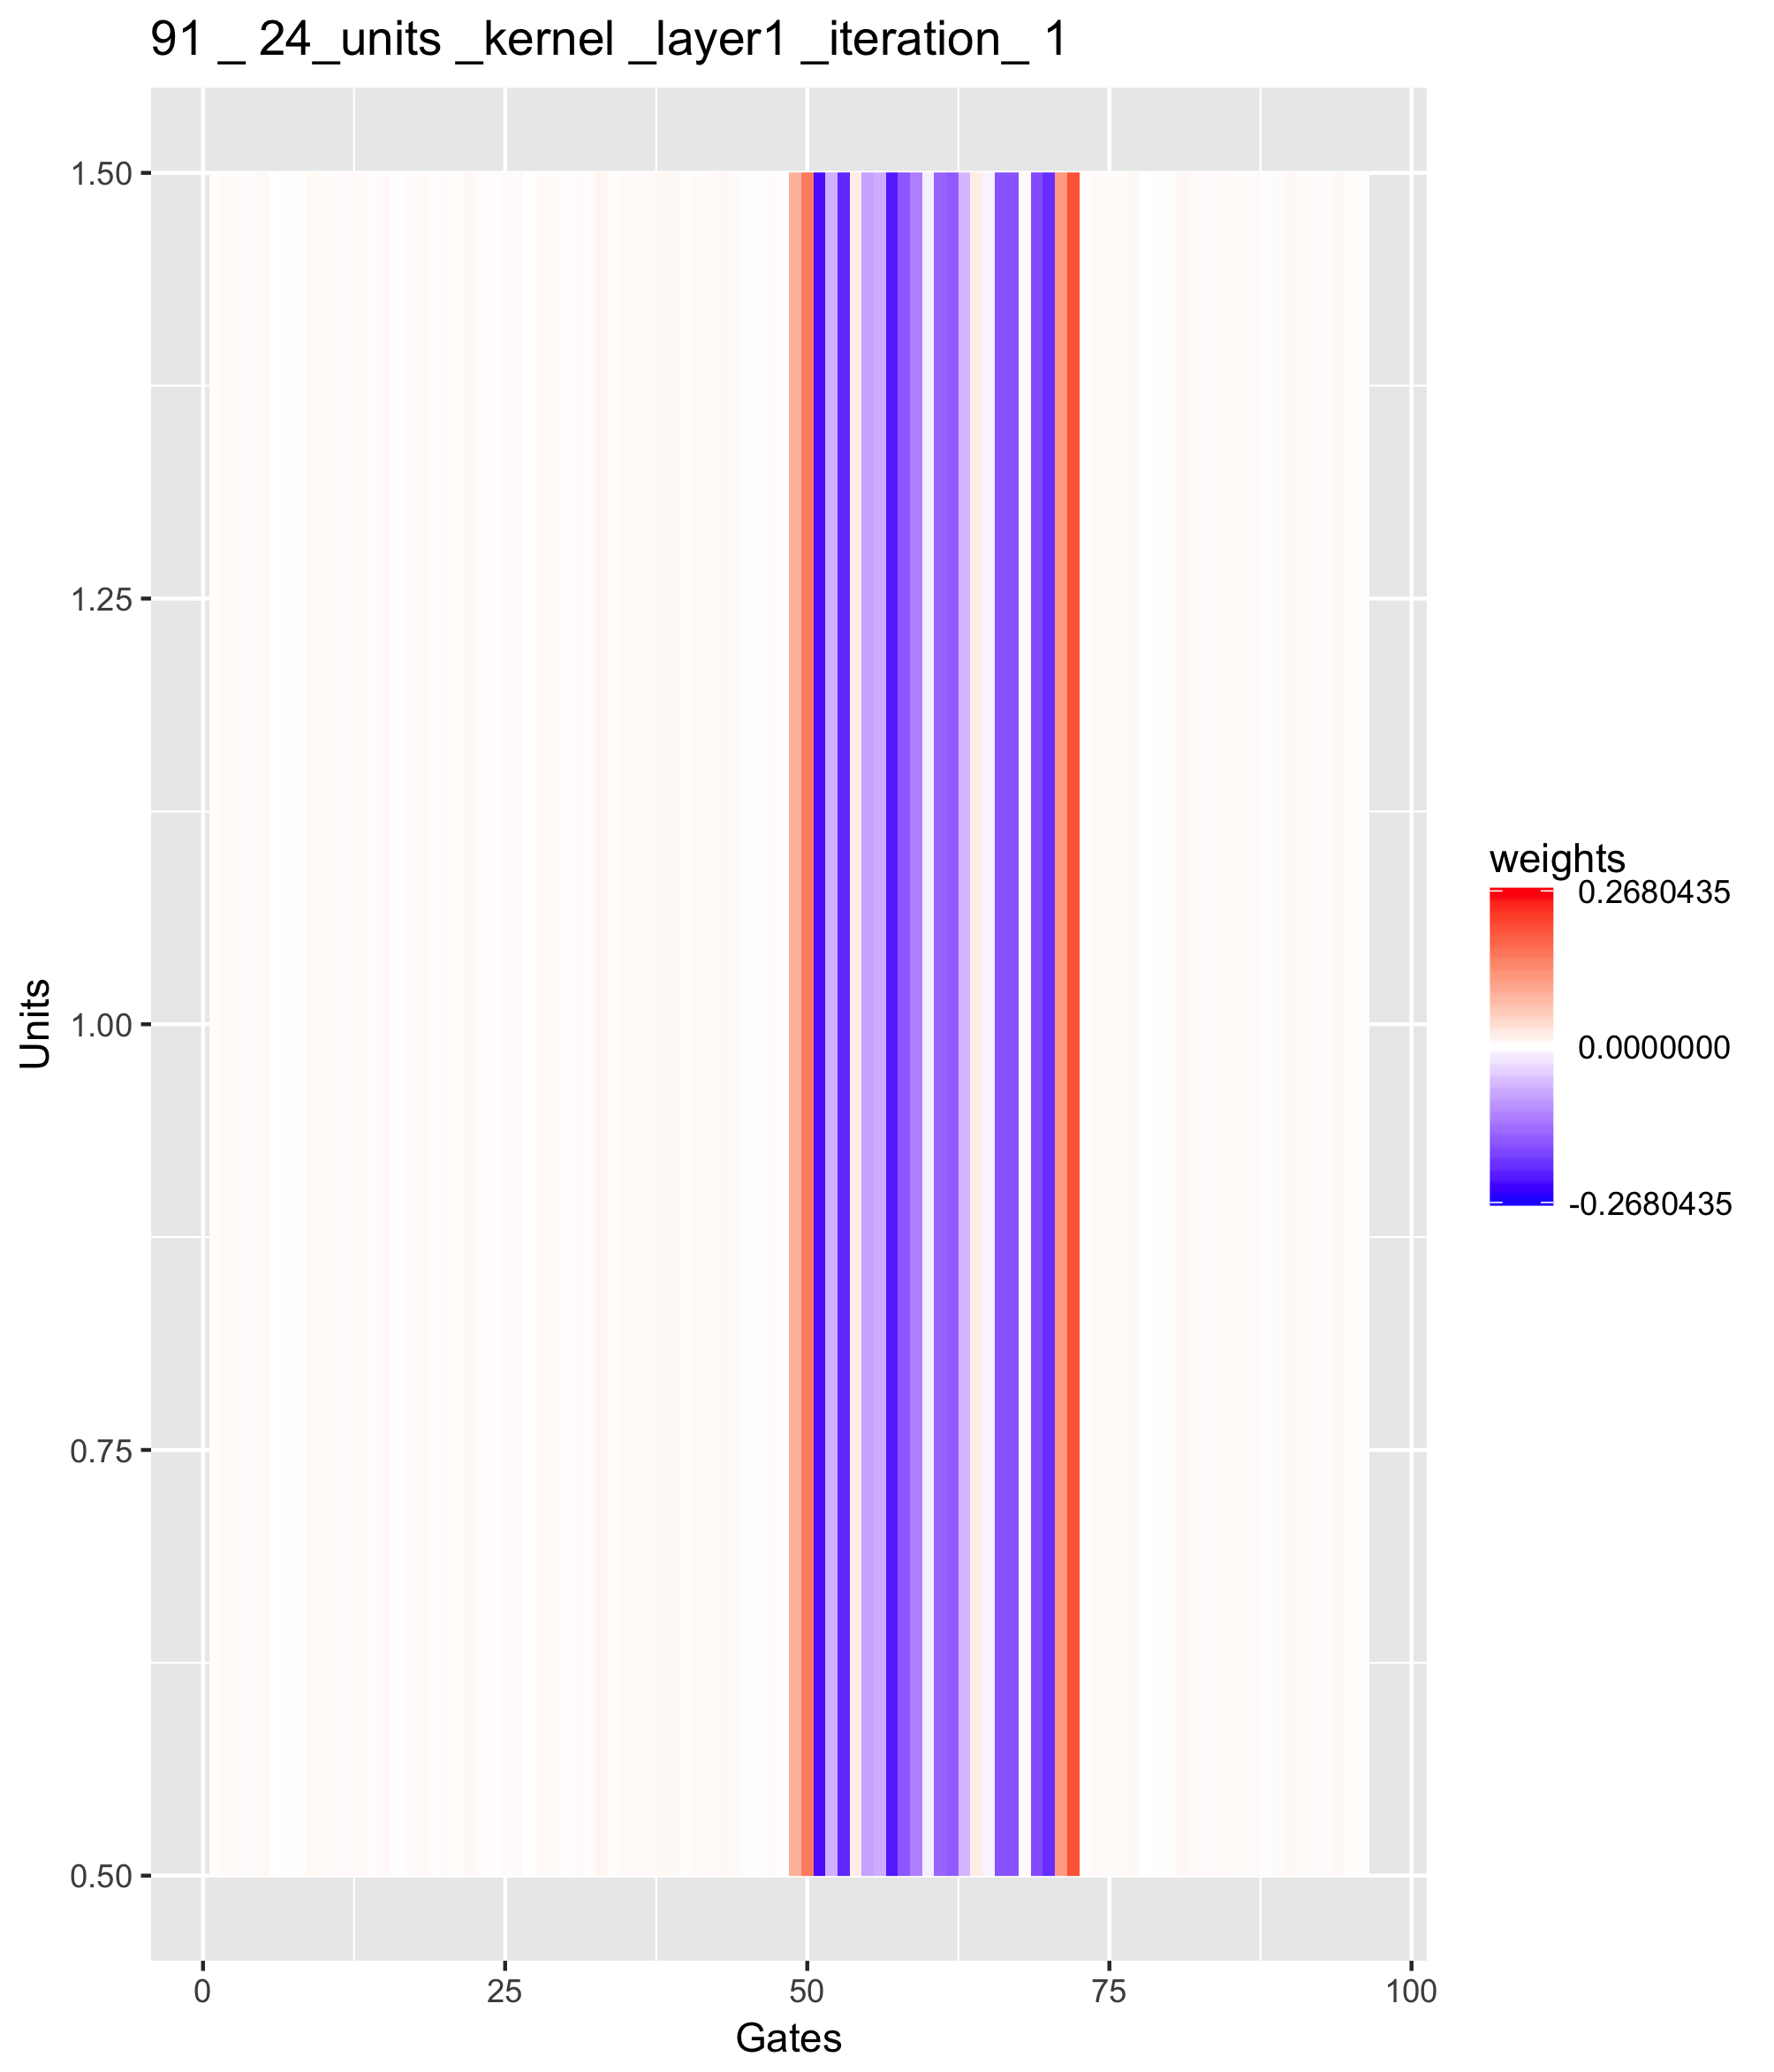 91 _ 24_units _kernel _layer1 _iteration_ 1
1.50
1.25
1.00
0.75
0.50
Units
0 25 50 75 100
Gates
weights
0.2680435
0.0000000
-0.2680435